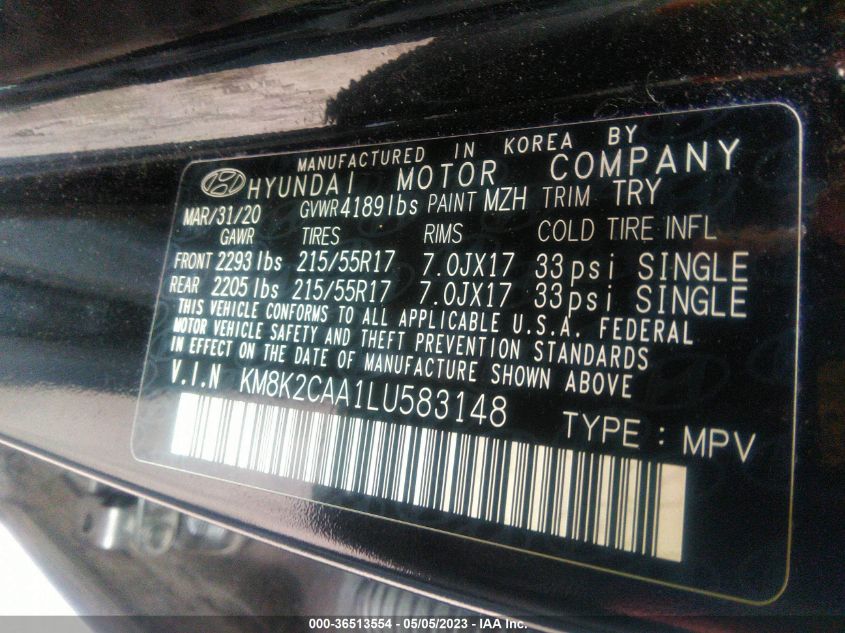 MANUFACTURED IN KOREA BY
HYUNDAI MOTOR COMPANY
MAR/31/20 GVWR 4189lbs PAINT MZH TRIM TRY
GAWR TIRES RIMS COLD TIRE INFL
FRONT 2293lbs 215/55R17 7.0JX17 33psi SINGLE
REAR 2205lbs 215/55R17 7.0JX17 33psi SINGLE
THIS VEHICLE CONFORMS TO ALL APPLICABLE U.S.A. FEDERAL
MOTOR VEHICLE SAFETY AND THEFT PREVENTION STANDARDS
IN EFFECT ON THE DATE OF MANUFACTURE SHOWN ABOVE
V.I.N KM8K2CAA1LU583148 TYPE : MPV
000-36513554 - 05/05/2023 - IAA Inc.